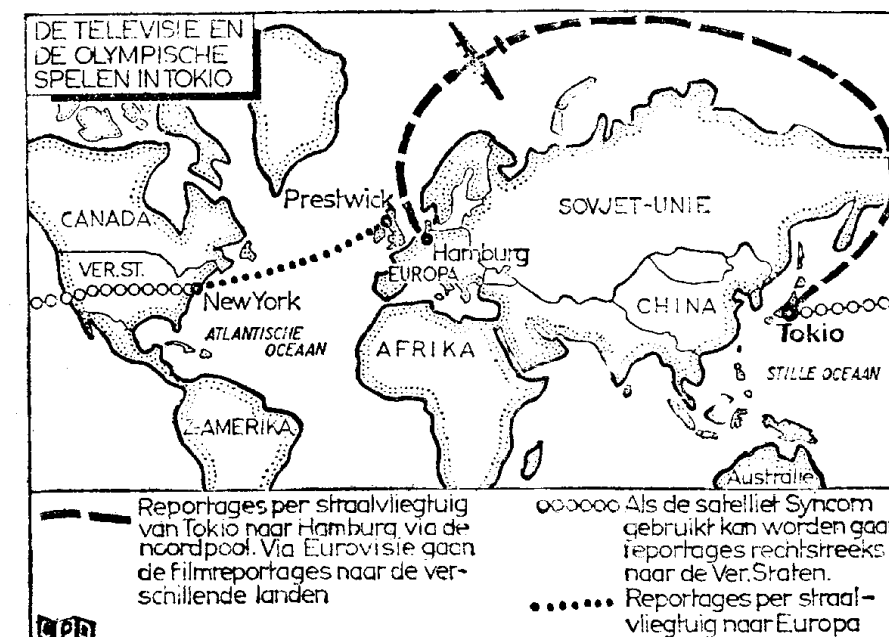 DE TELEVISIE EN
DE OLYMPISCHE
SPELEN IN TOKIO
CANADA
VER.ST.
New York
ATLANTISCHE
OCEAAN
Z-AMERIKA
Prestwick
Hamburg
EUROPA
AFRIKA
SOVJET-UNIE
CHINA
Tokio
STILLE OCEAAN
Australië
Reportages per straalvliegtuig
van Tokio naar Hamburg via de
noordpool. Via Eurovisie gaan
de filmreportages naar de ver-
schillende landen
Als de satelliet Syncom
gebruikt kan worden gaa
reportages rechtstreeks
naar de Ver. Staten.
Reportages per straal-
vliegtuig naar Europa